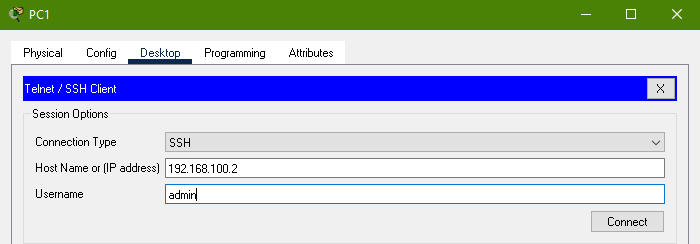 PC1
Physical Config Desktop Programming Attributes
Telnet / SSH Client X
Session Options
Connection Type SSH
Host Name or (IP address) 192.168.100.2
Username admin
Connect